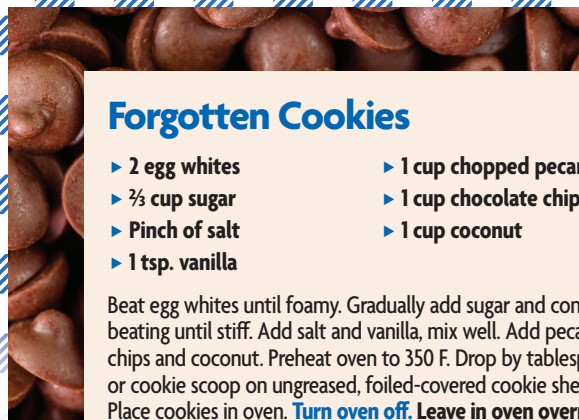 Forgotten Cookies
▸ 2 egg whites
▸ ⅔ cup sugar
▸ Pinch of salt
▸ 1 tsp. vanilla
▸ 1 cup chopped
▸ 1 cup chocolate
▸ 1 cup coconut
Beat egg whites until foamy. Gradually add sugar and
beating until stiff. Add salt and vanilla, mix well. Add
chips and coconut. Preheat oven to 350 F. Drop by
or cookie scoop on ungreased, foiled-covered cookie
Place cookies in oven. Turn oven off. Leave in oven